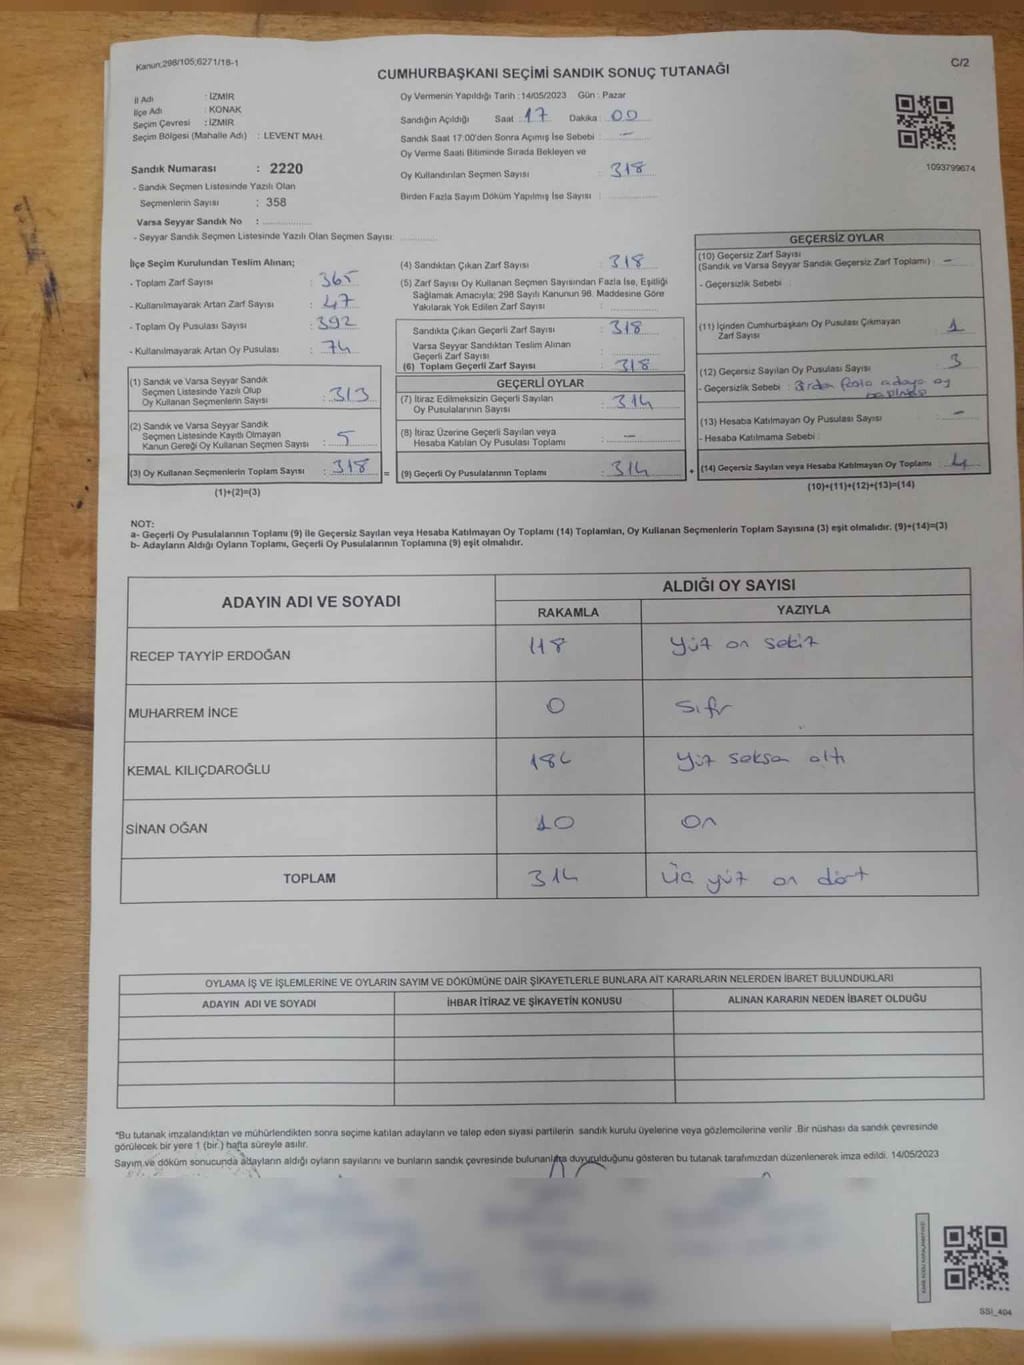 Kanun;298/105;6271/18-1
C/2
CUMHURBAŞKANI SEÇİMİ SANDIK SONUÇ TUTANAĞI
İl Adı : İZMİR
İlçe Adı : KONAK
Seçim Çevresi : İZMİR
Seçim Bölgesi (Mahalle Adı) : LEVENT MAH.
Sandık Numarası : 2220
- Sandık Seçmen Listesinde Yazılı Olan
Seçmenlerin Sayısı : 358
Varsa Seyyar Sandık No :
- Seyyar Sandık Seçmen Listesinde Yazılı Olan Seçmen Sayısı:
Oy Vermenin Yapıldığı Tarih : 14/05/2023 Gün : Pazar
Sandığın Açıldığı Saat : 17 Dakika : 00
Sandık Saat 17:00'den Sonra Açımış İse Sebebi : -
Oy Verme Saati Bitiminde Sırada Bekleyen ve
Oy Kullandırılan Seçmen Sayısı : 318
Birden Fazla Sayım Döküm Yapılmış İse Sayısı :
1093799674
İlçe Seçim Kurulundan Teslim Alınan;
- Toplam Zarf Sayısı : 365
- Kullanılmayarak Artan Zarf Sayısı : 47
- Toplam Oy Pusulası Sayısı : 392
- Kullanılmayarak Artan Oy Pusulası : 74
(1) Sandık ve Varsa Seyyar Sandık
Seçmen Listesinde Yazılı Olup
Oy Kullanan Seçmenlerin Sayısı : 313
(2) Sandık ve Varsa Seyyar Sandık
Seçmen Listesinde Kayıtlı Olmayan
Kanun Gereği Oy Kullanan Seçmen Sayısı : 5
(3) Oy Kullanan Seçmenlerin Toplam Sayısı : 318
(1)+(2)=(3)
=
(4) Sandıktan Çıkan Zarf Sayısı : 318
(5) Zarf Sayısı Oy Kullanan Seçmen Sayısından Fazla İse, Eşitliği
Sağlamak Amacıyla; 298 Sayılı Kanunun 98. Maddesine Göre
Yakılarak Yok Edilen Zarf Sayısı :
Sandıkta Çıkan Geçerli Zarf Sayısı : 318
Varsa Seyyar Sandıktan Teslim Alınan
Geçerli Zarf Sayısı :
(6) Toplam Geçerli Zarf Sayısı : 318
GEÇERLİ OYLAR
(7) İtiraz Edilmeksizin Geçerli Sayılan
Oy Pusulalarının Sayısı : 314
(8) İtiraz Üzerine Geçerli Sayılan veya
Hesaba Katılan Oy Pusulası Toplamı : -
(9) Geçerli Oy Pusulalarının Toplamı : 314
+
GEÇERSİZ OYLAR
(10) Geçersiz Zarf Sayısı
(Sandık ve Varsa Seyyar Sandık Geçersiz Zarf Toplamı) : -
- Geçersizlik Sebebi :
(11) İçinden Cumhurbaşkanı Oy Pusulası Çıkmayan
Zarf Sayısı : 1
(12) Geçersiz Sayılan Oy Pusulası Sayısı : 3
- Geçersizlik Sebebi : Birden fazla adaya oy
(13) Hesaba Katılmayan Oy Pusulası Sayısı : -
- Hesaba Katılmama Sebebi :
(14) Geçersiz Sayılan veya Hesaba Katılmayan Oy Toplamı : 4
(10)+(11)+(12)+(13)=(14)
NOT:
a- Geçerli Oy Pusulalarının Toplamı (9) ile Geçersiz Sayılan veya Hesaba Katılmayan Oy Toplamı (14) Toplamları, Oy Kullanan Seçmenlerin Toplam Sayısına (3) eşit olmalıdır. (9)+(14)=(3)
b- Adayların Aldığı Oyların Toplamı, Geçerli Oy Pusulalarının Toplamına (9) eşit olmalıdır.
ADAYIN ADI VE SOYADI
ALDIĞI OY SAYISI
RAKAMLA YAZIYLA
RECEP TAYYİP ERDOĞAN 118 yüz on sekiz
MUHARREM İNCE 0 sıfır
KEMAL KILIÇDAROĞLU 186 yüz seksen altı
SİNAN OĞAN 10 on
TOPLAM 314 üç yüz on dört
OYLAMA İŞ VE İŞLEMLERİNE VE OYLARIN SAYIM VE DÖKÜMÜNE DAİR ŞİKAYETLERLE BUNLARA AİT KARARLARIN NELERDEN İBARET BULUNDUKLARI
ADAYIN ADI VE SOYADI İHBAR İTİRAZ VE ŞİKAYETİN KONUSU ALINAN KARARIN NEDEN İBARET OLDUĞU
*Bu tutanak imzalandıktan ve mühürlendikten sonra seçime katılan adayların ve talep eden siyasi partilerin sandık kurulu üyelerine veya gözlemcilerine verilir .Bir nüshası da sandık çevresinde
görülecek bir yere 1 (bir ) hafta süreyle asılır.
Sayım ve döküm sonucunda adayların aldığı oyların sayılarını ve bunların sandık çevresinde bulunanlara duyurulduğunu gösteren bu tutanak tarafımızdan düzenlenerek imza edildi. 14/05/2023
SSİ_404